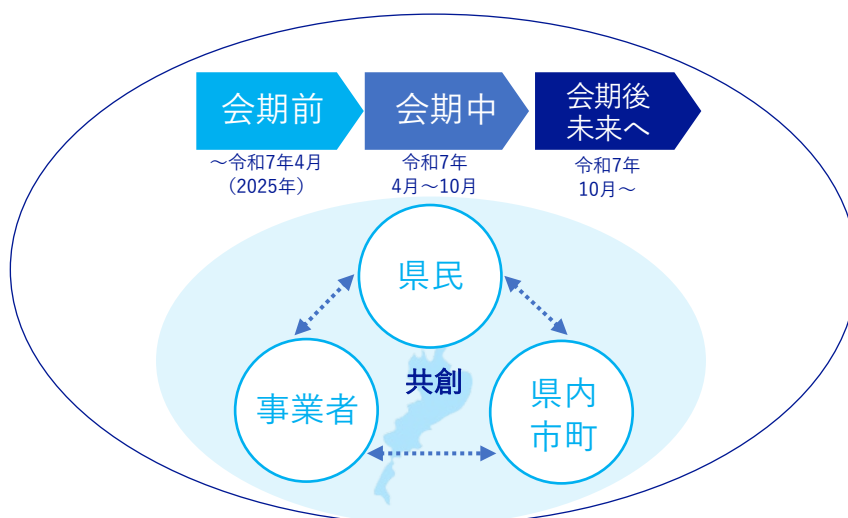 会期前
会期中
会期後
未来へ
～令和7年4月
（2025年）
令和7年
4月～10月
令和7年
10月～
県民
共創
事業者
県内
市町